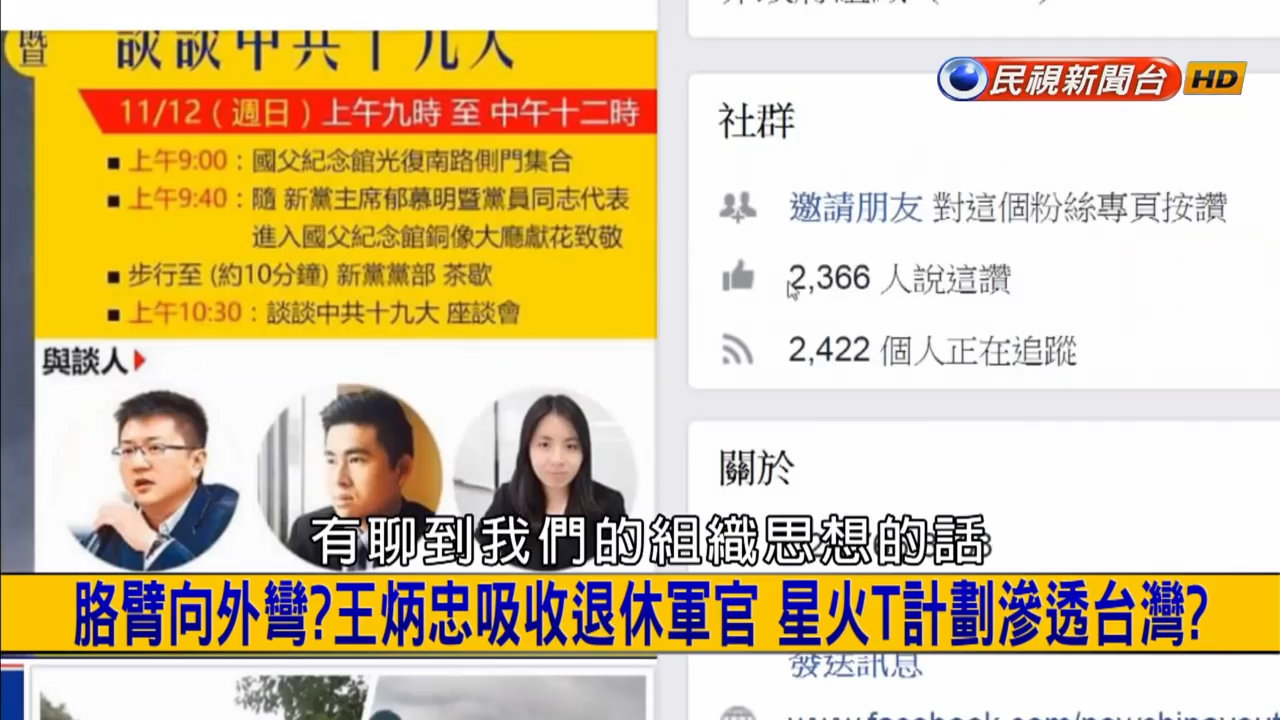 暨
談談中共十九大
11/12（週日）上午九時 至 中午十二時
■ 上午9:00：國父紀念館光復南路側門集合
■ 上午9:40：隨 新黨主席郁慕明暨黨員同志代表
進入國父紀念館銅像大廳獻花致敬
■ 步行至 (約10分鐘) 新黨黨部 茶歇
■ 上午10:30：談談中共十九大 座談會
與談人
民視新聞台 HD
社群
邀請朋友 對這個粉絲專頁按讚
2,366 人說這讚
2,422 個人正在追蹤
關於
有聊到我們的組織思想的話
胳臂向外彎?王炳忠吸收退休軍官 星火T計劃滲透台灣?
發送訊息